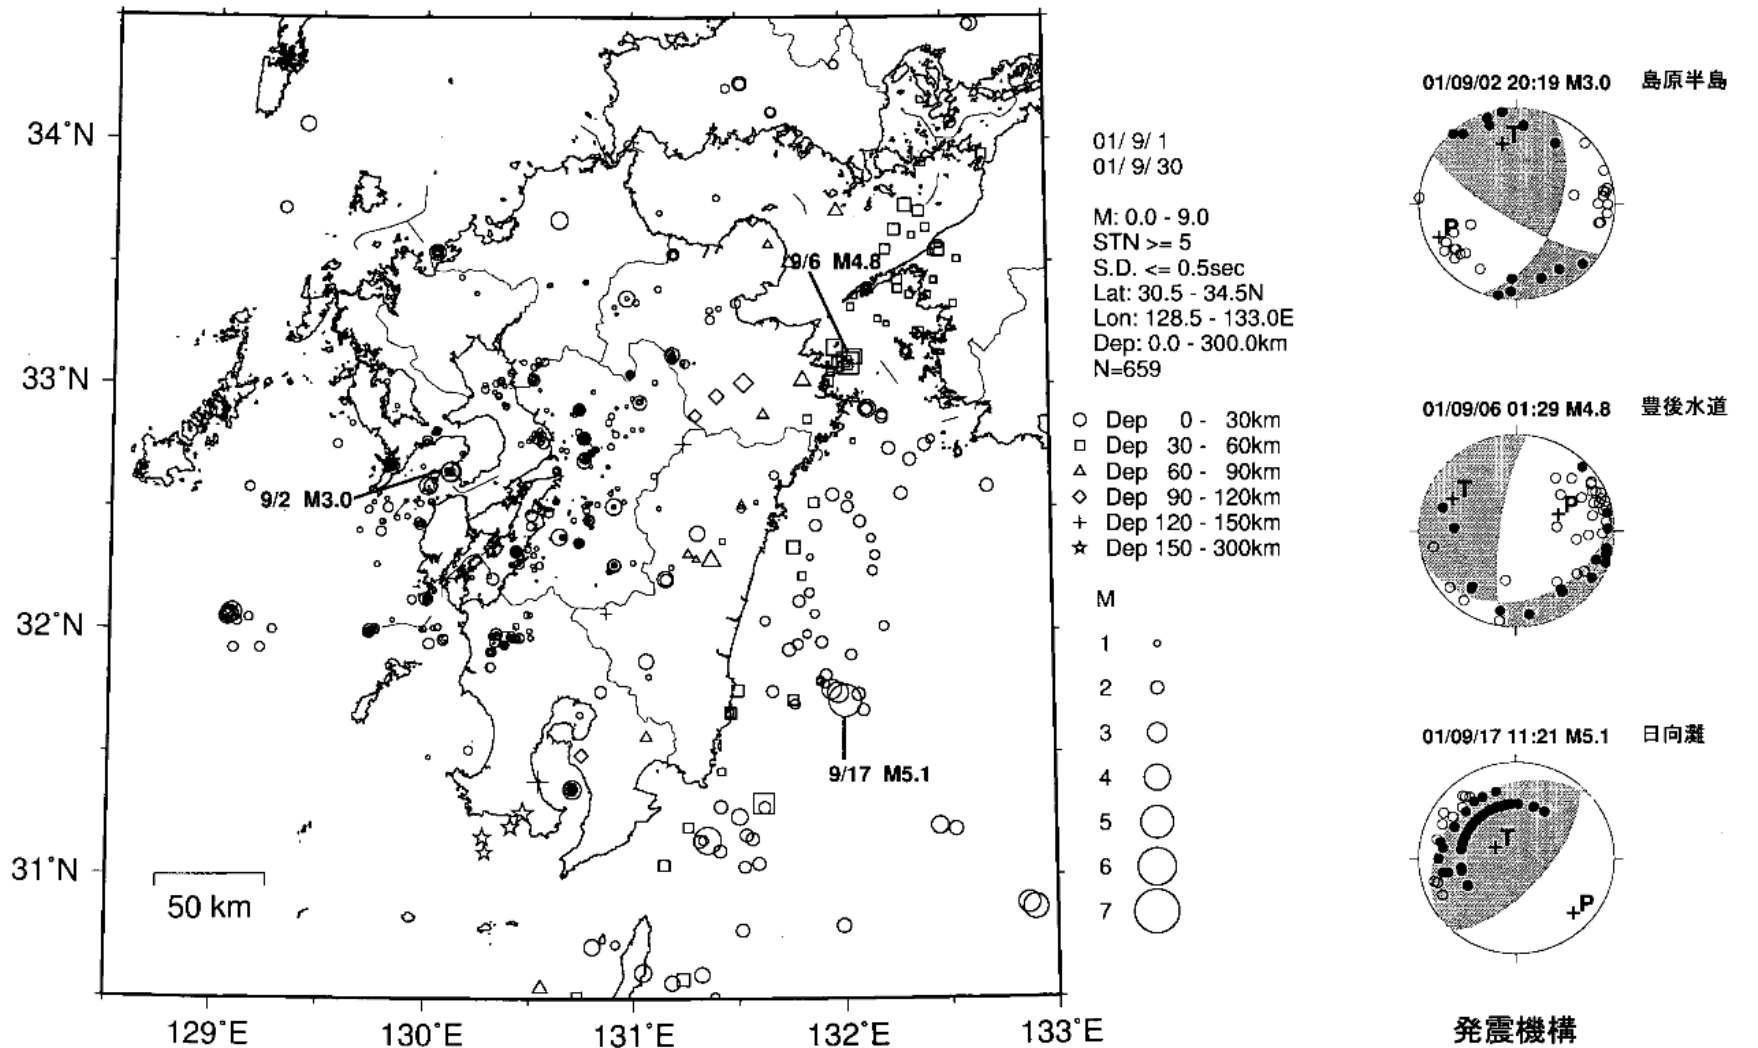 34°N
33°N
32°N
31°N
129°E
130°E
131°E
132°E
133°E
50 km
9/6 M4.8
9/2 M3.0
9/17 M5.1
01/ 9/ 1
01/ 9/ 30
M: 0.0 - 9.0
STN >= 5
S.D. <= 0.5sec
Lat: 30.5 - 34.5N
Lon: 128.5 - 133.0E
Dep: 0.0 - 300.0km
N=659
Dep 0 - 30km
Dep 30 - 60km
Dep 60 - 90km
Dep 90 - 120km
Dep 120 - 150km
Dep 150 - 300km
M
1
2
3
4
5
6
7
01/09/02 20:19 M3.0 島原半島
T
P
01/09/06 01:29 M4.8 豊後水道
T
P
01/09/17 11:21 M5.1 日向灘
T
P
発震機構